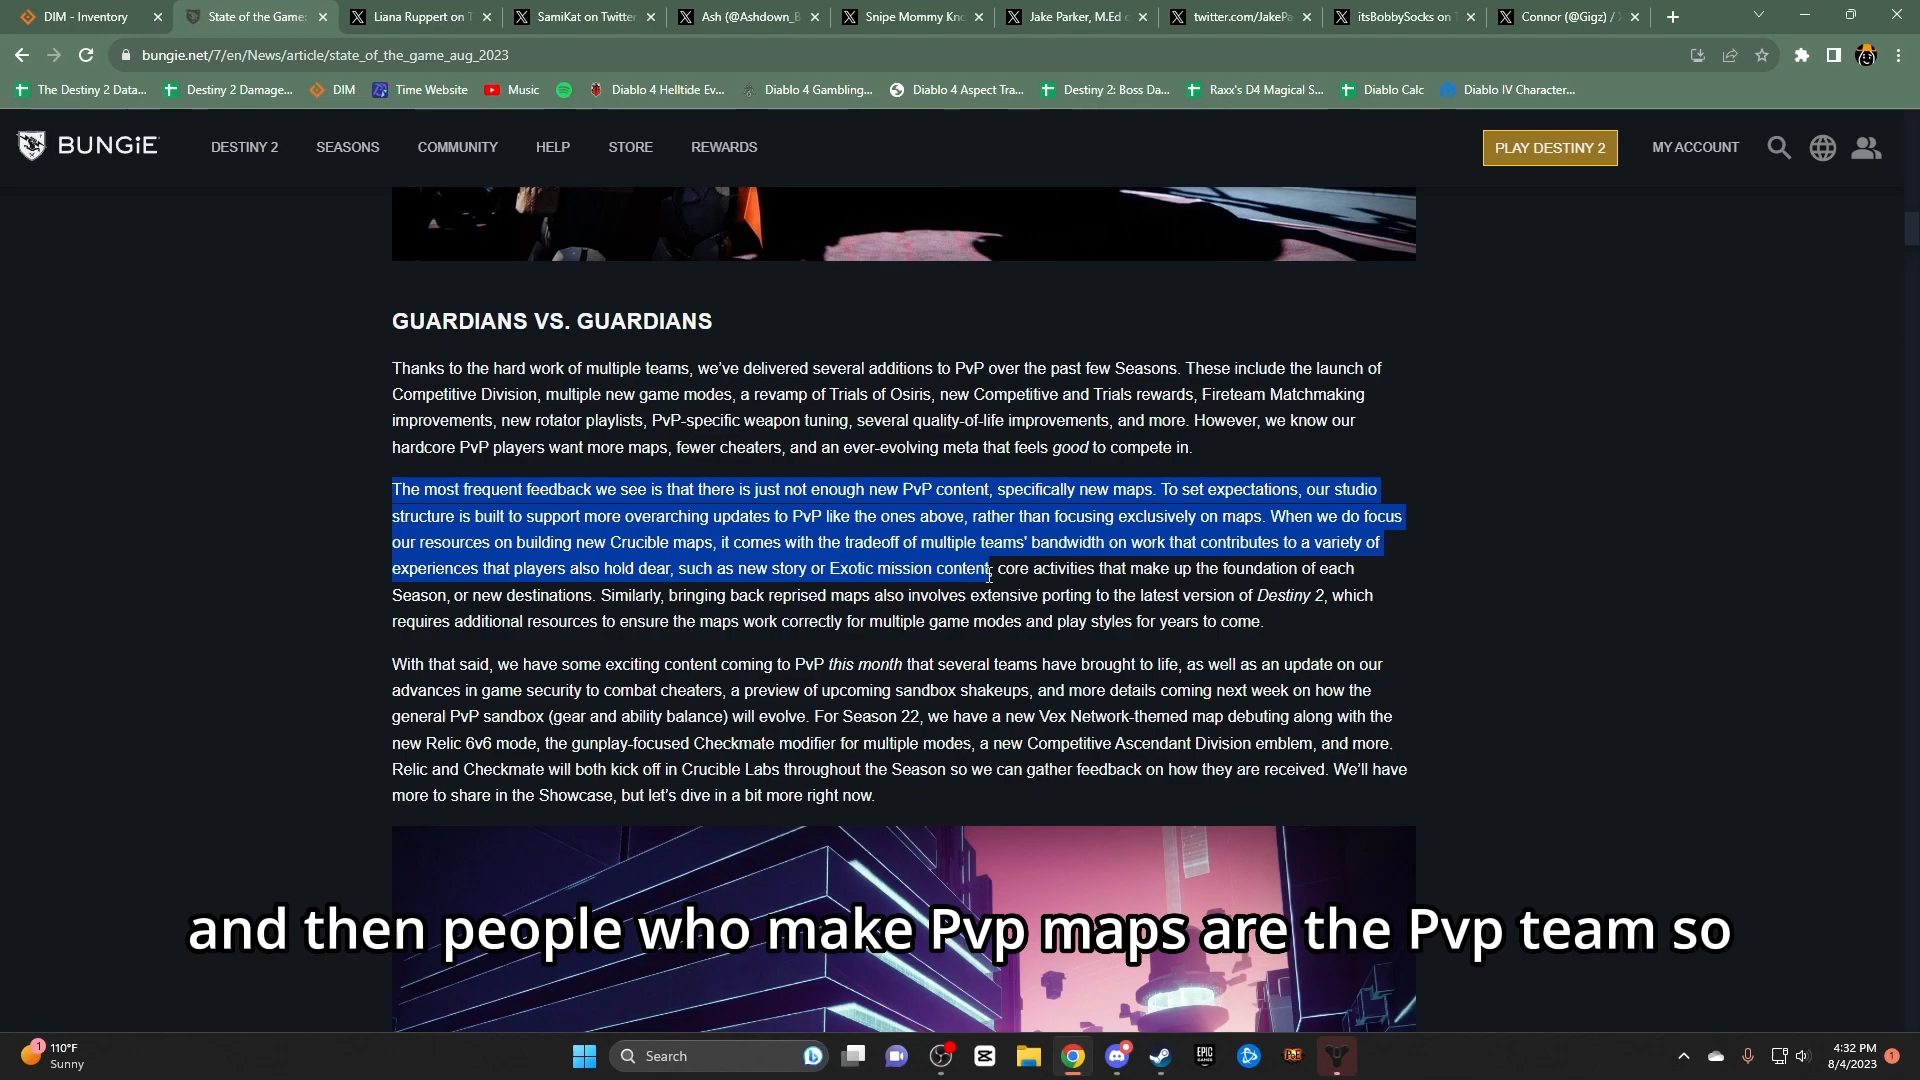 DIM - Inventory
State of the Game:
Liana Ruppert on
SamiKat on Twitter
Ash (@Ashdown_B
Snipe Mommy Kn
Jake Parker, M.Ed
twitter.com/JakePa
itsBobbySocks on
Connor (@Gigz) /
bungie.net/7/en/News/article/state_of_the_game_aug_2023
The Destiny 2 Data...
Destiny 2 Damage...
DIM
Time Website
Music
Diablo 4 Helltide Ev...
Diablo 4 Gambling...
Diablo 4 Aspect Tra...
Destiny 2: Boss Da...
Raxx's D4 Magical S...
Diablo Calc
Diablo IV Character...
BUNGiE
DESTINY 2
SEASONS
COMMUNITY
HELP
STORE
REWARDS
PLAY DESTINY 2
MY ACCOUNT
GUARDIANS VS. GUARDIANS
Thanks to the hard work of multiple teams, we’ve delivered several additions to PvP over the past few Seasons. These include the launch of
Competitive Division, multiple new game modes, a revamp of Trials of Osiris, new Competitive and Trials rewards, Fireteam Matchmaking
improvements, new rotator playlists, PvP-specific weapon tuning, several quality-of-life improvements, and more. However, we know our
hardcore PvP players want more maps, fewer cheaters, and an ever-evolving meta that feels good to compete in.
The most frequent feedback we see is that there is just not enough new PvP content, specifically new maps. To set expectations, our studio
structure is built to support more overarching updates to PvP like the ones above, rather than focusing exclusively on maps. When we do focus
our resources on building new Crucible maps, it comes with the tradeoff of multiple teams' bandwidth on work that contributes to a variety of
experiences that players also hold dear, such as new story or Exotic mission content, core activities that make up the foundation of each
Season, or new destinations. Similarly, bringing back reprised maps also involves extensive porting to the latest version of Destiny 2, which
requires additional resources to ensure the maps work correctly for multiple game modes and play styles for years to come.
With that said, we have some exciting content coming to PvP this month that several teams have brought to life, as well as an update on our
advances in game security to combat cheaters, a preview of upcoming sandbox shakeups, and more details coming next week on how the
general PvP sandbox (gear and ability balance) will evolve. For Season 22, we have a new Vex Network-themed map debuting along with the
new Relic 6v6 mode, the gunplay-focused Checkmate modifier for multiple modes, a new Competitive Ascendant Division emblem, and more.
Relic and Checkmate will both kick off in Crucible Labs throughout the Season so we can gather feedback on how they are received. We’ll have
more to share in the Showcase, but let’s dive in a bit more right now.
and then people who make Pvp maps are the Pvp team so
1
110°F
Sunny
Search
EPIC
GAMES
4:32 PM
8/4/2023
1